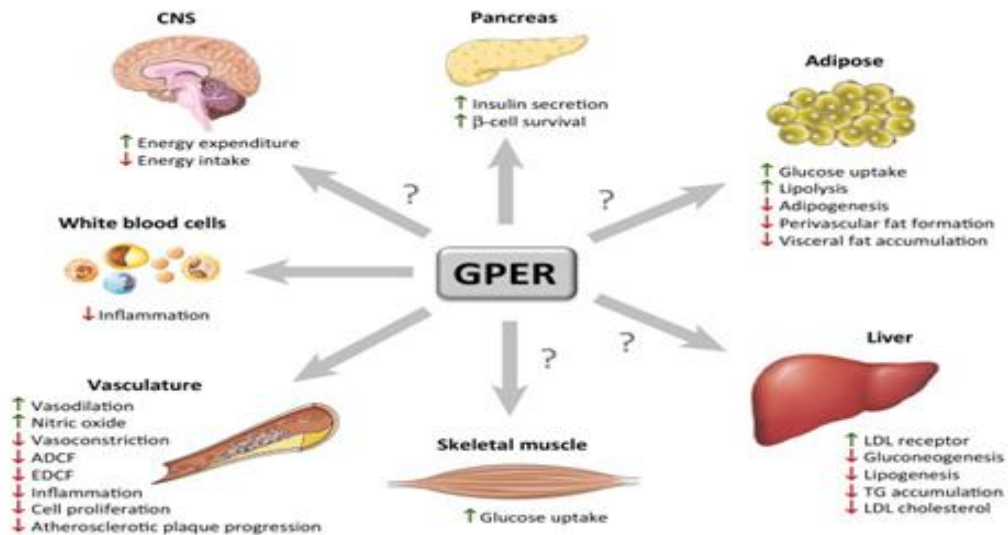 CNS
↑ Energy expenditure
↓ Energy intake
Pancreas
↑ Insulin secretion
↑ β-cell survival
Adipose
↑ Glucose uptake
↑ Lipolysis
↓ Adipogenesis
↓ Perivascular fat formation
↓ Visceral fat accumulation
White blood cells
↓ Inflammation
?
?
GPER
?
?
Vasculature
↑ Vasodilation
↑ Nitric oxide
↓ Vasoconstriction
↓ ADCF
↓ EDCF
↓ Inflammation
↓ Cell proliferation
↓ Atherosclerotic plaque progression
Skeletal muscle
↑ Glucose uptake
Liver
↑ LDL receptor
↓ Gluconeogenesis
↓ Lipogenesis
↓ TG accumulation
↓ LDL cholesterol